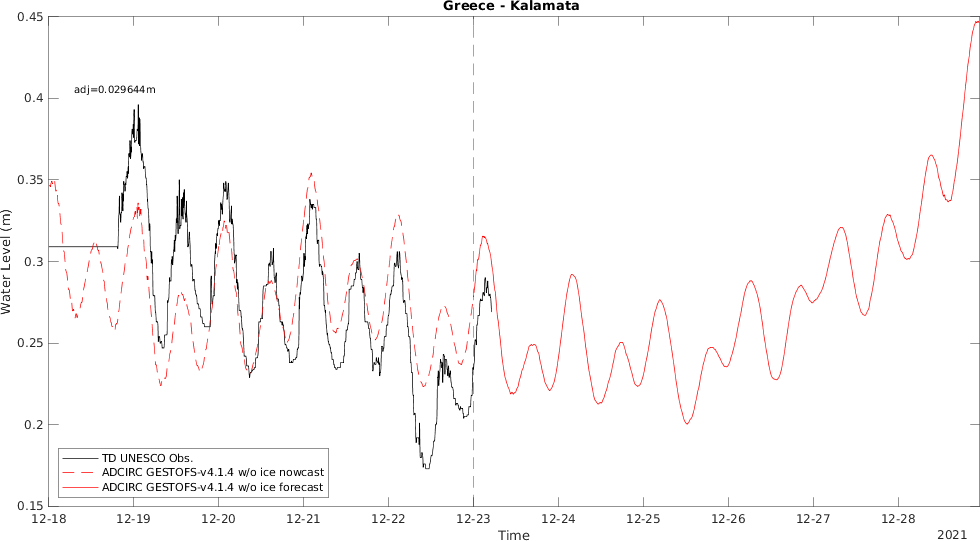 Greece - Kalamata
0.45
0.4
0.35
0.3
0.25
0.2
0.15
Water Level (m)
adj=0.029644m
TD UNESCO Obs.
ADCIRC GESTOFS-v4.1.4 w/o ice nowcast
ADCIRC GESTOFS-v4.1.4 w/o ice forecast
12-18 12-19 12-20 12-21 12-22 12-23 12-24 12-25 12-26 12-27 12-28
Time
2021